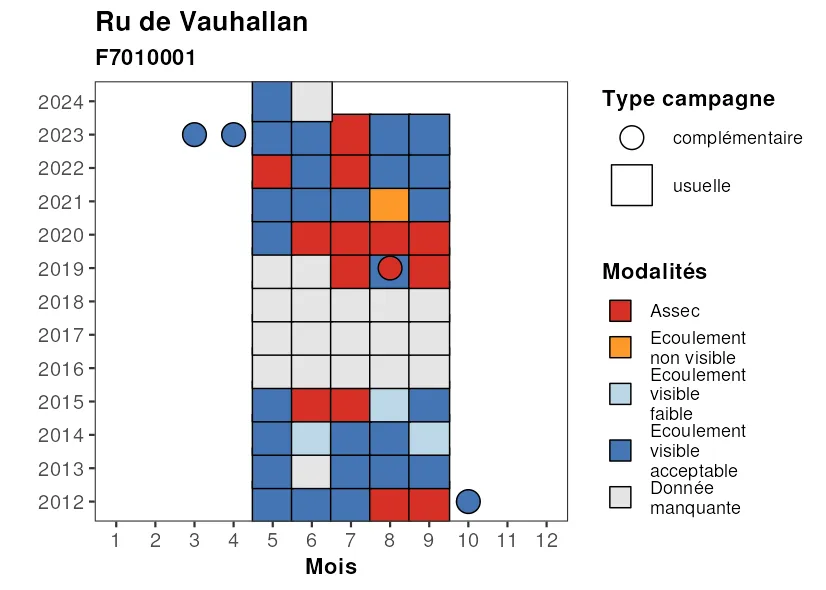 Ru de Vauhallan
F7010001
2024
2023
2022
2021
2020
2019
2018
2017
2016
2015
2014
2013
2012
1 2 3 4 5 6 7 8 9 10 11 12
Mois
Type campagne
complémentaire
usuelle
Modalités
Assec
Ecoulement
non visible
Ecoulement
visible
faible
Ecoulement
visible
acceptable
Donnée
manquante